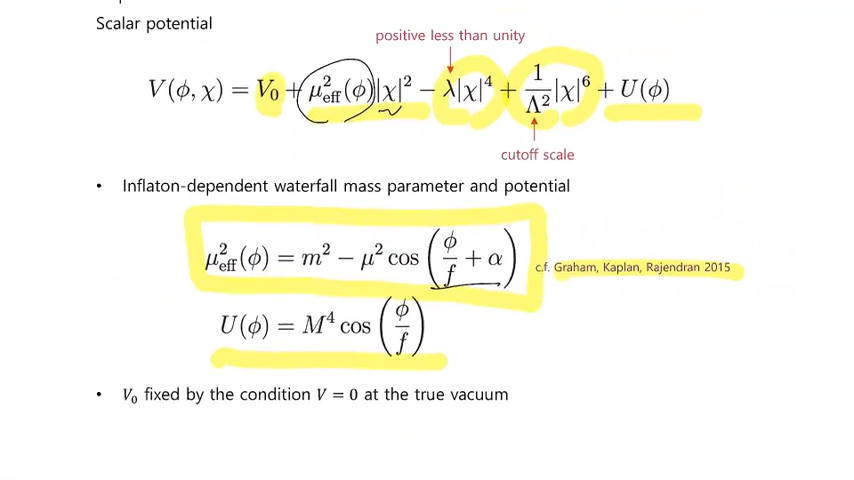 Scalar potential
positive less than unity
V(ϕ, χ) = V₀ + μ²_eff(ϕ)|χ|² − λ|χ|⁴ + 1/Λ² |χ|⁶ + U(ϕ)
cutoff scale
• Inflaton-dependent waterfall mass parameter and potential
μ²_eff(ϕ) = m² − μ² cos (ϕ/f + α)
c.f. Graham, Kaplan, Rajendran 2015
U(ϕ) = M⁴ cos (ϕ/f)
• V₀ fixed by the condition V = 0 at the true vacuum